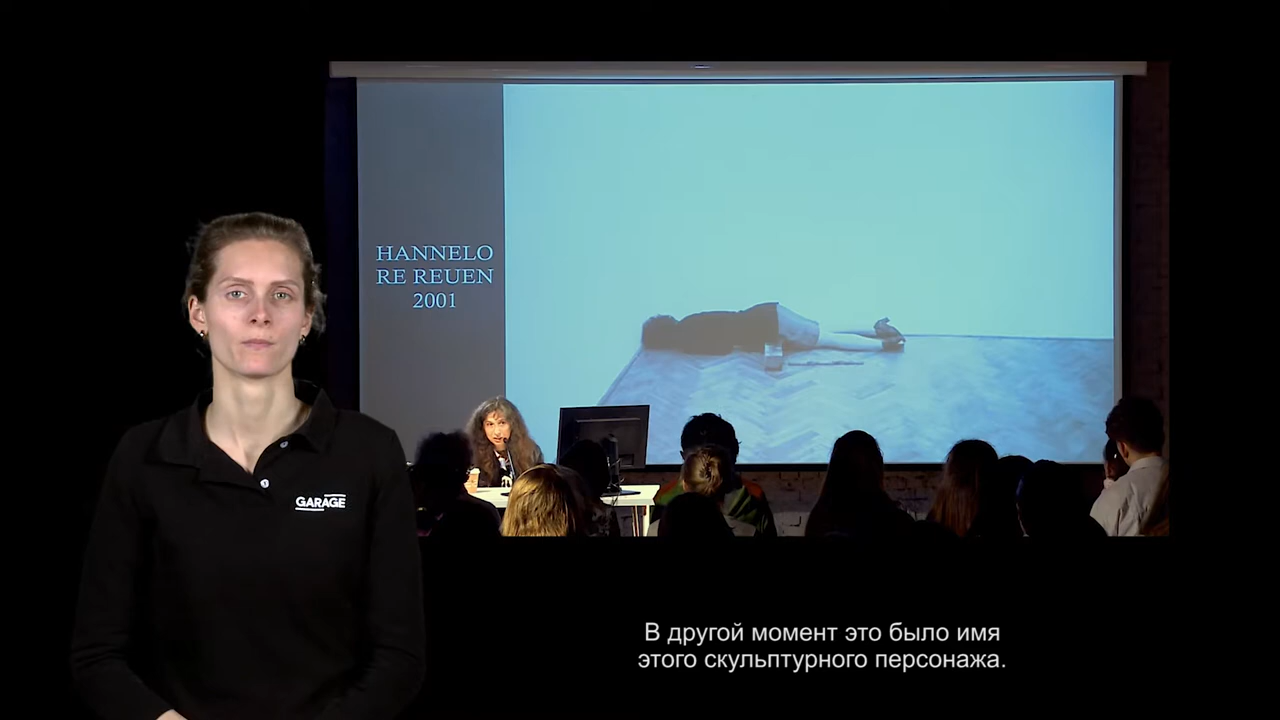 HANNELO
RE REUEN
2001
GARAGE
В другой момент это было имя
этого скульптурного персонажа.